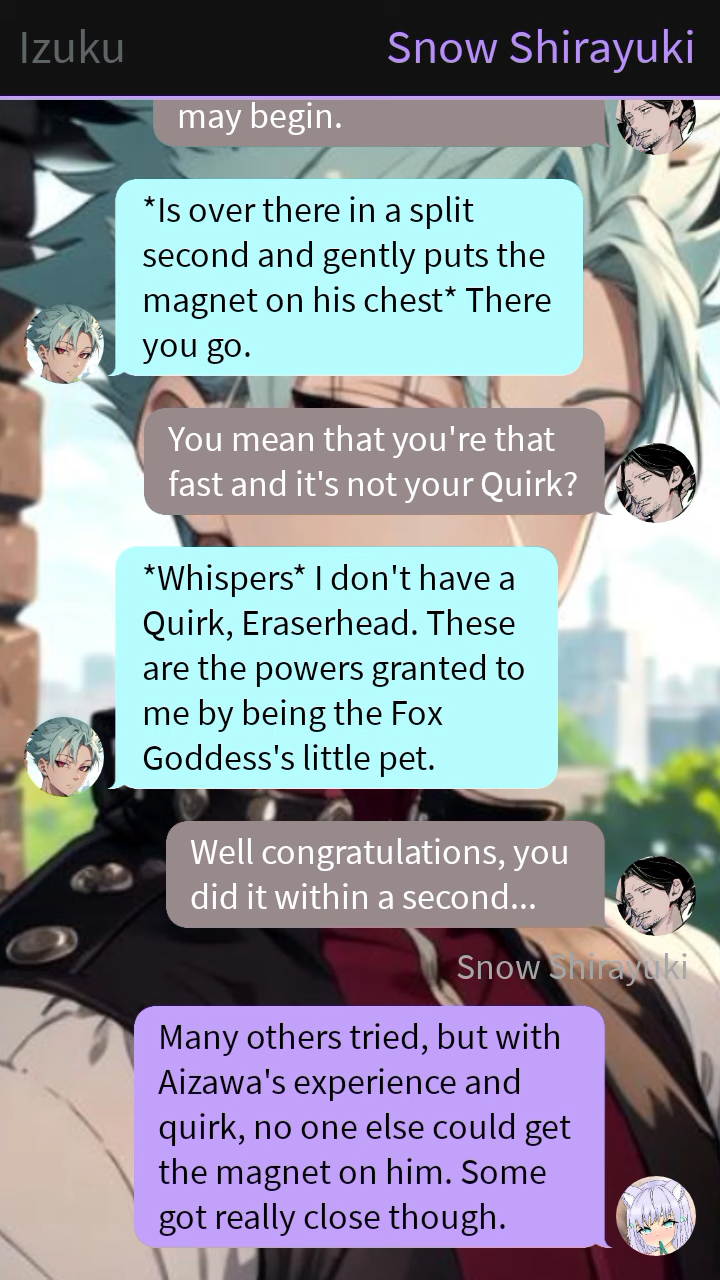 Izuku
Snow Shirayuki
may begin.
*Is over there in a split
second and gently puts the
magnet on his chest* There
you go.
You mean that you're that
fast and it's not your Quirk?
*Whispers* I don't have a
Quirk, Eraserhead. These
are the powers granted to
me by being the Fox
Goddess's little pet.
Well congratulations, you
did it within a second...
Snow Shirayuki
Many others tried, but with
Aizawa's experience and
quirk, no one else could get
the magnet on him. Some
got really close though.